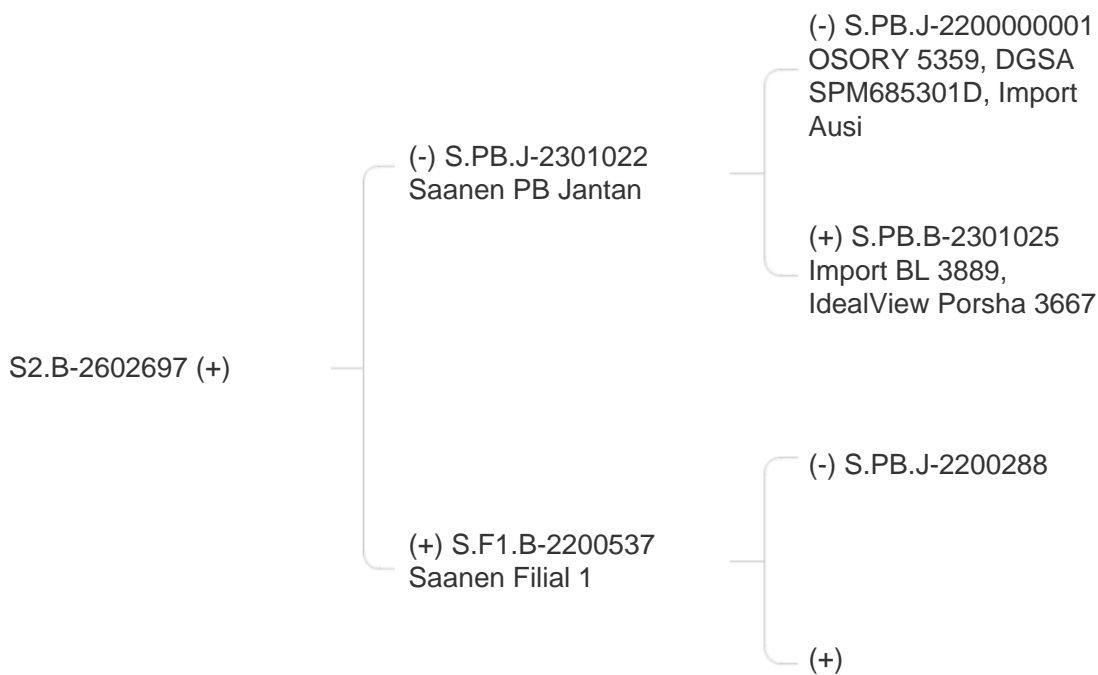 (-) S.PB.J-2200000001
OSORY 5359, DGSA
SPM685301D, Import
Ausi
(-) S.PB.J-2301022
Saanen PB Jantan
(+) S.PB.B-2301025
Import BL 3889,
IdealView Porsha 3667
S2.B-2602697 (+)
(-) S.PB.J-2200288
(+) S.F1.B-2200537
Saanen Filial 1
(+)